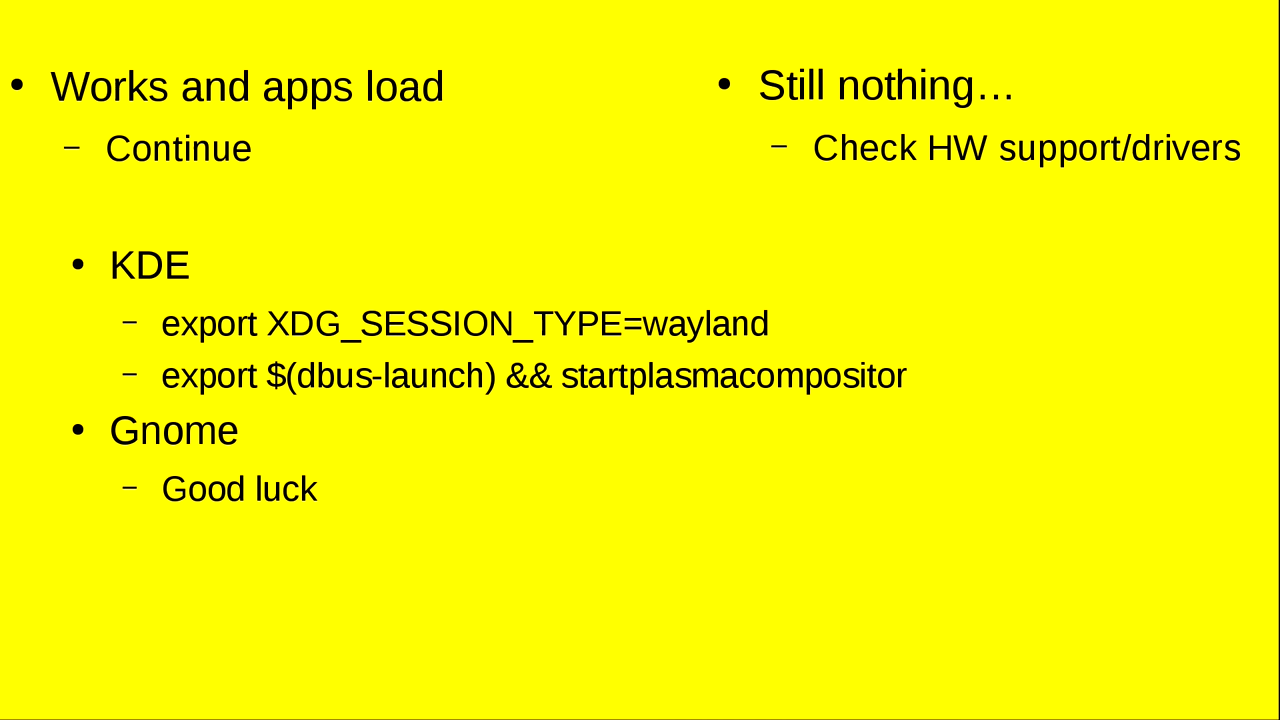 • Works and apps load
– Continue
• Still nothing…
– Check HW support/drivers
• KDE
– export XDG_SESSION_TYPE=wayland
– export $(dbus-launch) && startplasmacompositor
• Gnome
– Good luck